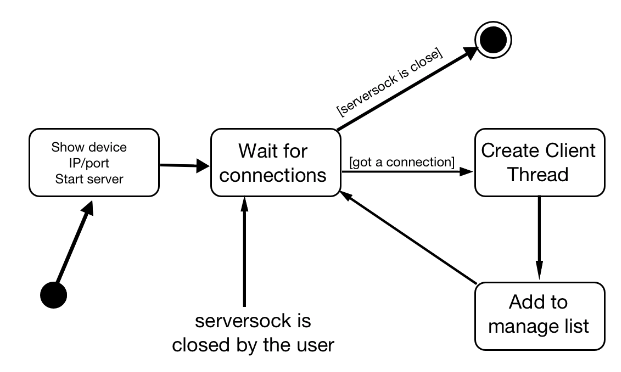 [serversock is close]
Show device
IP/port
Start server
Wait for
connections
[got a connection]
Create Client
Thread
Add to
manage list
serversock is
closed by the user